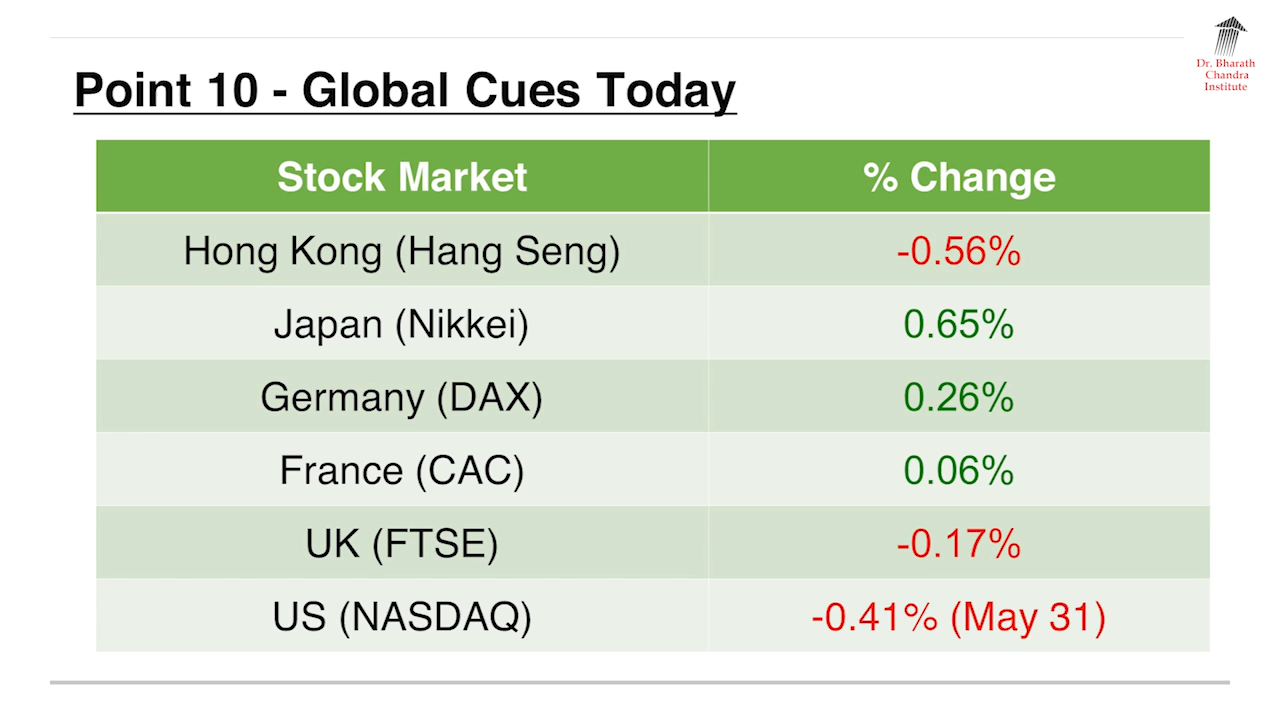 Dr. Bharath
Chandra
Institute
Point 10 - Global Cues Today
Stock Market % Change
Hong Kong (Hang Seng) -0.56%
Japan (Nikkei) 0.65%
Germany (DAX) 0.26%
France (CAC) 0.06%
UK (FTSE) -0.17%
US (NASDAQ) -0.41% (May 31)